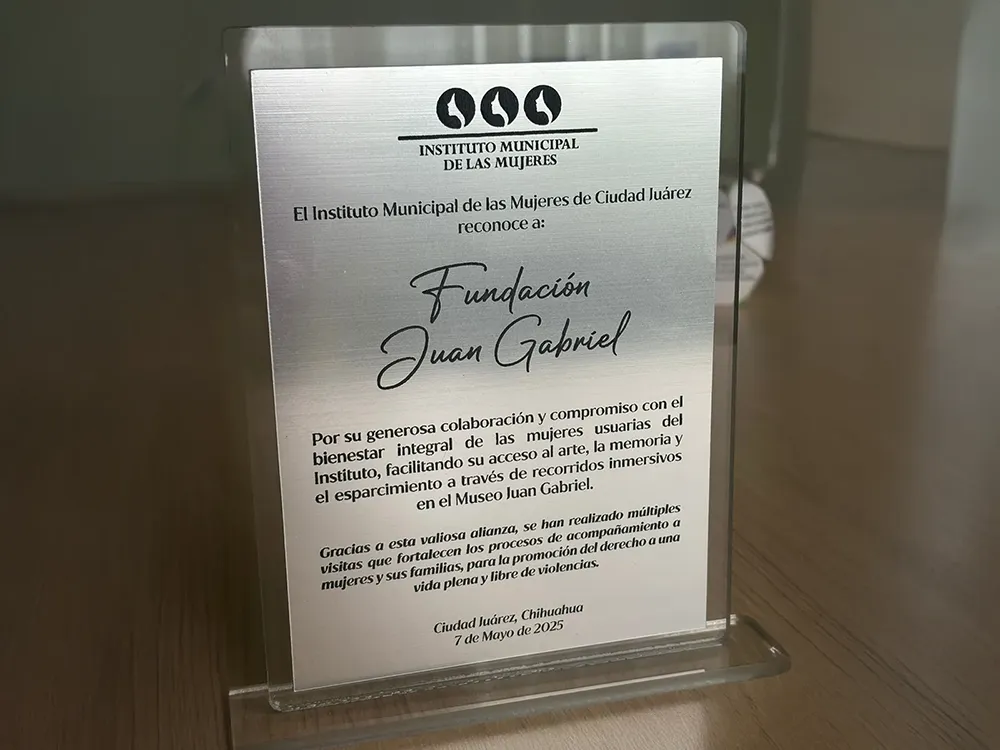 INSTITUTO MUNICIPAL
DE LAS MUJERES
El Instituto Municipal de las Mujeres de Ciudad Juárez
reconoce a:
Fundación
Juan Gabriel
Por su generosa colaboración y compromiso con el
bienestar integral de las mujeres usuarias del
Instituto, facilitando su acceso al arte, la memoria y
el esparcimiento a través de recorridos inmersivos
en el Museo Juan Gabriel.
Gracias a esta valiosa alianza, se han realizado múltiples
visitas que fortalecen los procesos de acompañamiento a
mujeres y sus familias, para la promoción del derecho a una
vida plena y libre de violencias.
Ciudad Juárez, Chihuahua
7 de Mayo de 2025